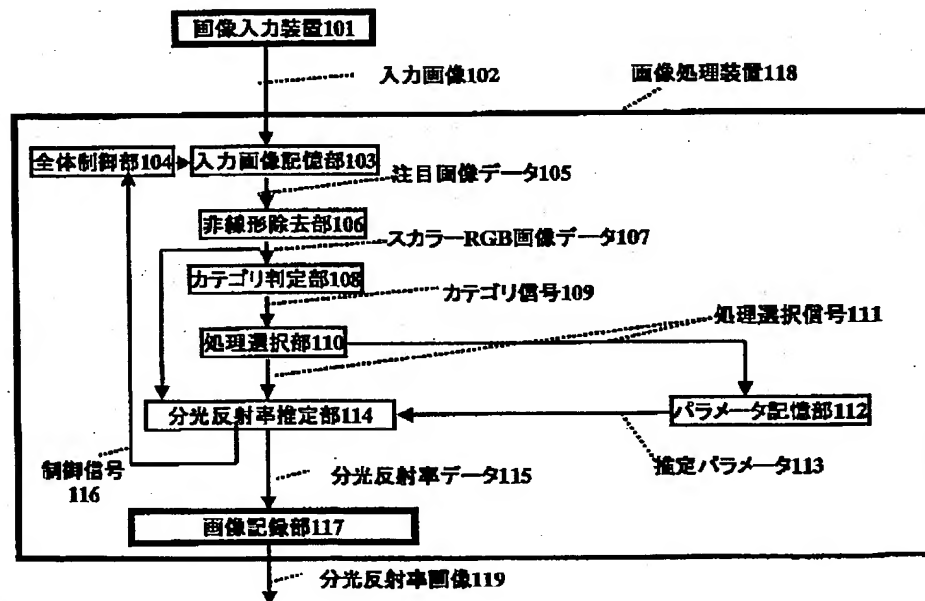 画像入力装置101
入力画像102
画像処理装置118
全体制御部104
入力画像記憶部103
注目画像データ105
非線形除去部106
スカラーRGB画像データ107
カテゴリ判定部108
カテゴリ信号109
処理選択信号111
処理選択部110
分光反射率推定部114
パラメータ記憶部112
制御信号
116
推定パラメータ113
分光反射率データ115
画像記録部117
分光反射率画像119